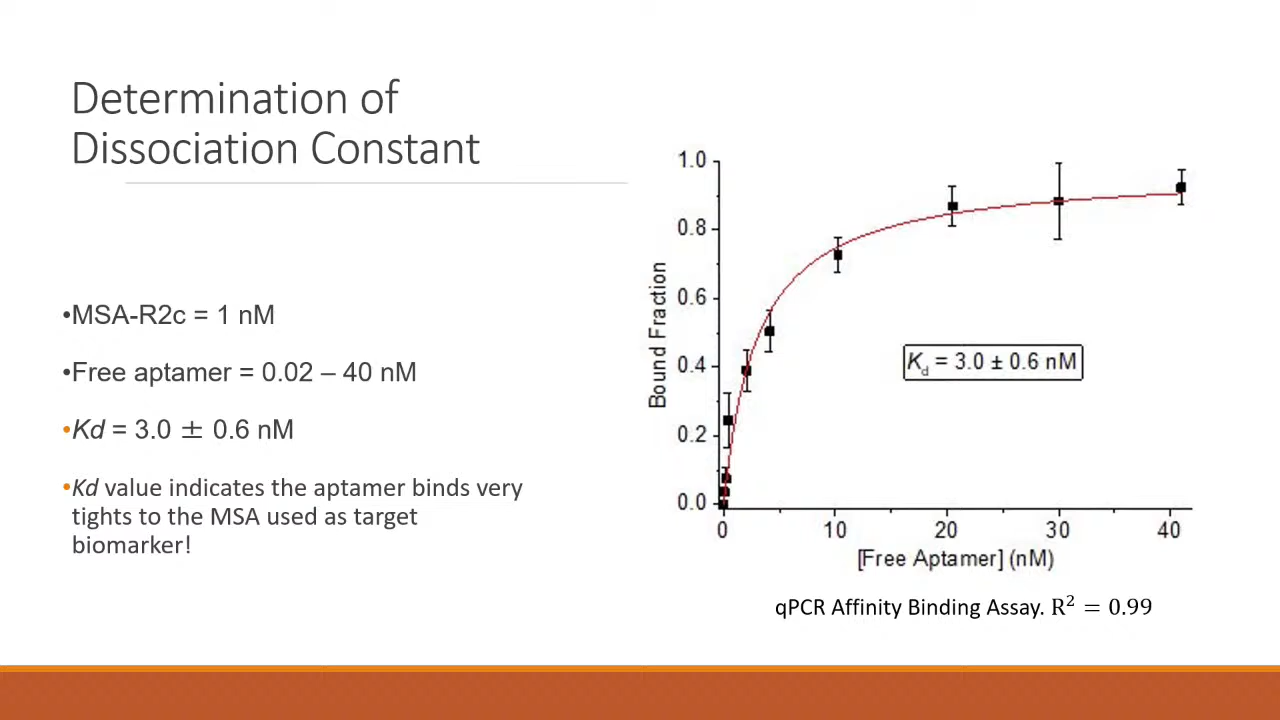 Determination of
Dissociation Constant
•MSA-R2c = 1 nM
•Free aptamer = 0.02 – 40 nM
•Kd = 3.0 ± 0.6 nM
•Kd value indicates the aptamer binds very
tights to the MSA used as target
biomarker!
1.0
0.8
0.6
0.4
0.2
0.0
Bound Fraction
Kd = 3.0 ± 0.6 nM
0 10 20 30 40
[Free Aptamer] (nM)
qPCR Affinity Binding Assay. R² = 0.99